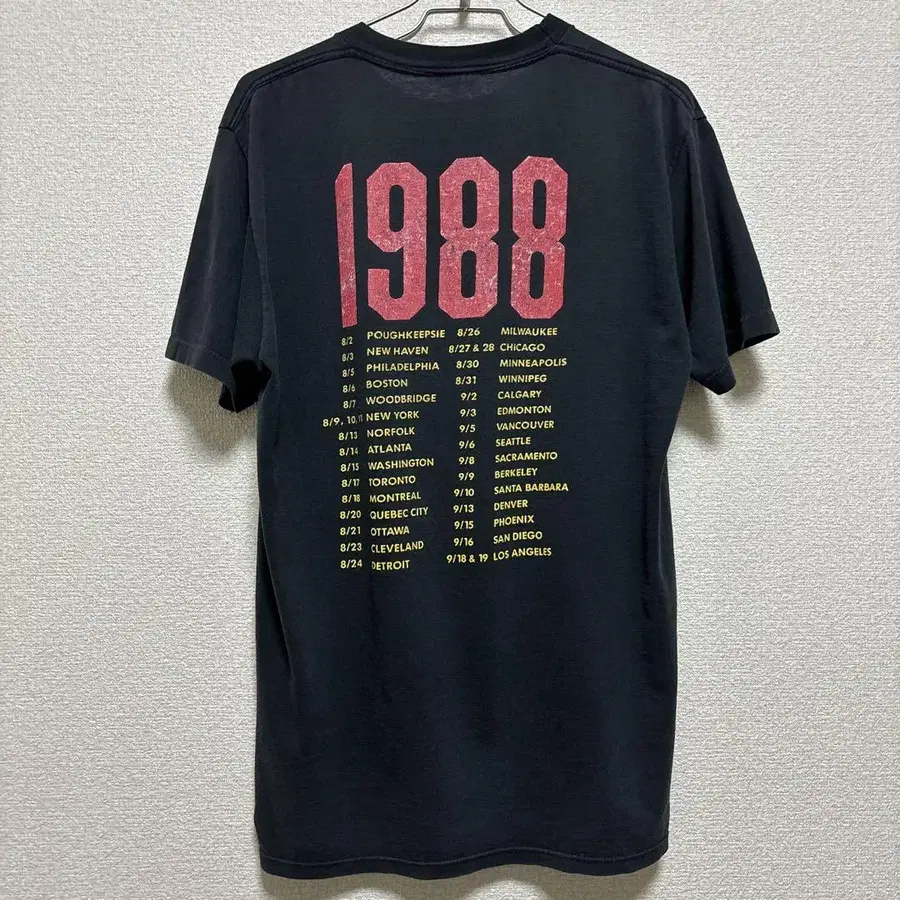 1988
8/2 POUGHKEEPSIE 8/26 MILWAUKEE
8/3 NEW HAVEN 8/27 & 28 CHICAGO
8/5 PHILADELPHIA 8/30 MINNEAPOLIS
8/6 BOSTON 8/31 WINNIPEG
8/7 WOODBRIDGE 9/2 CALGARY
8/9, 10, 11 NEW YORK 9/3 EDMONTON
8/13 NORFOLK 9/5 VANCOUVER
8/14 ATLANTA 9/6 SEATTLE
8/15 WASHINGTON 9/8 SACRAMENTO
8/17 TORONTO 9/9 BERKELEY
8/18 MONTREAL 9/10 SANTA BARBARA
8/20 QUEBEC CITY 9/13 DENVER
8/21 OTTAWA 9/15 PHOENIX
8/23 CLEVELAND 9/16 SAN DIEGO
8/24 DETROIT 9/18 & 19 LOS ANGELES